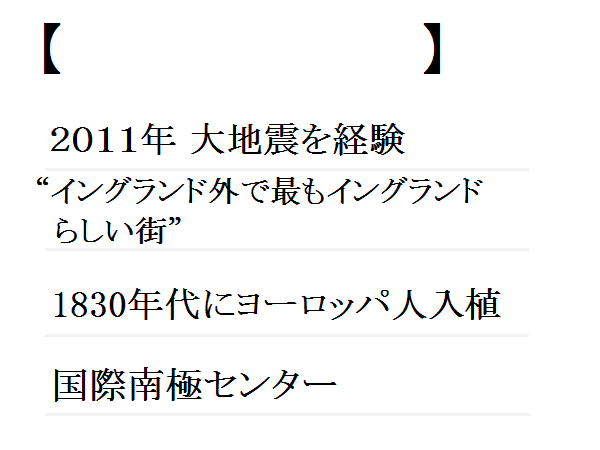 【　　　　　　　　　】
２０１１年 大地震を経験
“イングランド外で最もイングランド
らしい街”
1830年代にヨーロッパ人入植
国際南極センター